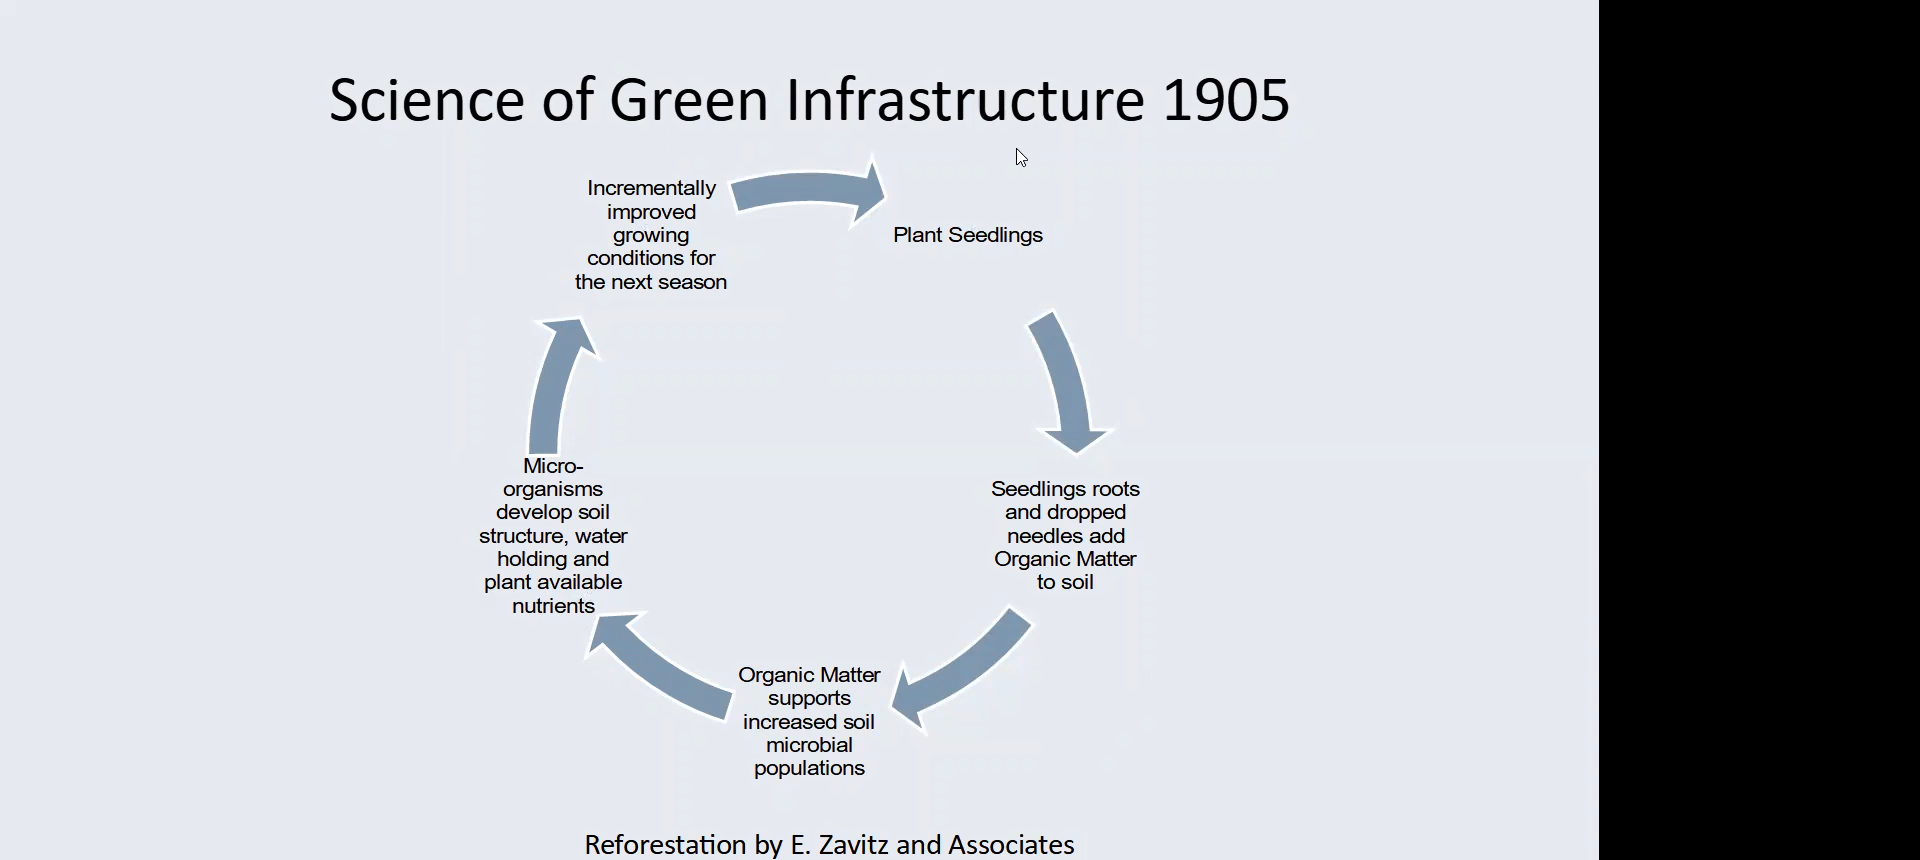 Science of Green Infrastructure 1905
Incrementally
improved
growing
conditions for
the next season
Plant Seedlings
Seedlings roots
and dropped
needles add
Organic Matter
to soil
Organic Matter
supports
increased soil
microbial
populations
Micro-
organisms
develop soil
structure, water
holding and
plant available
nutrients
Reforestation by E. Zavitz and Associates